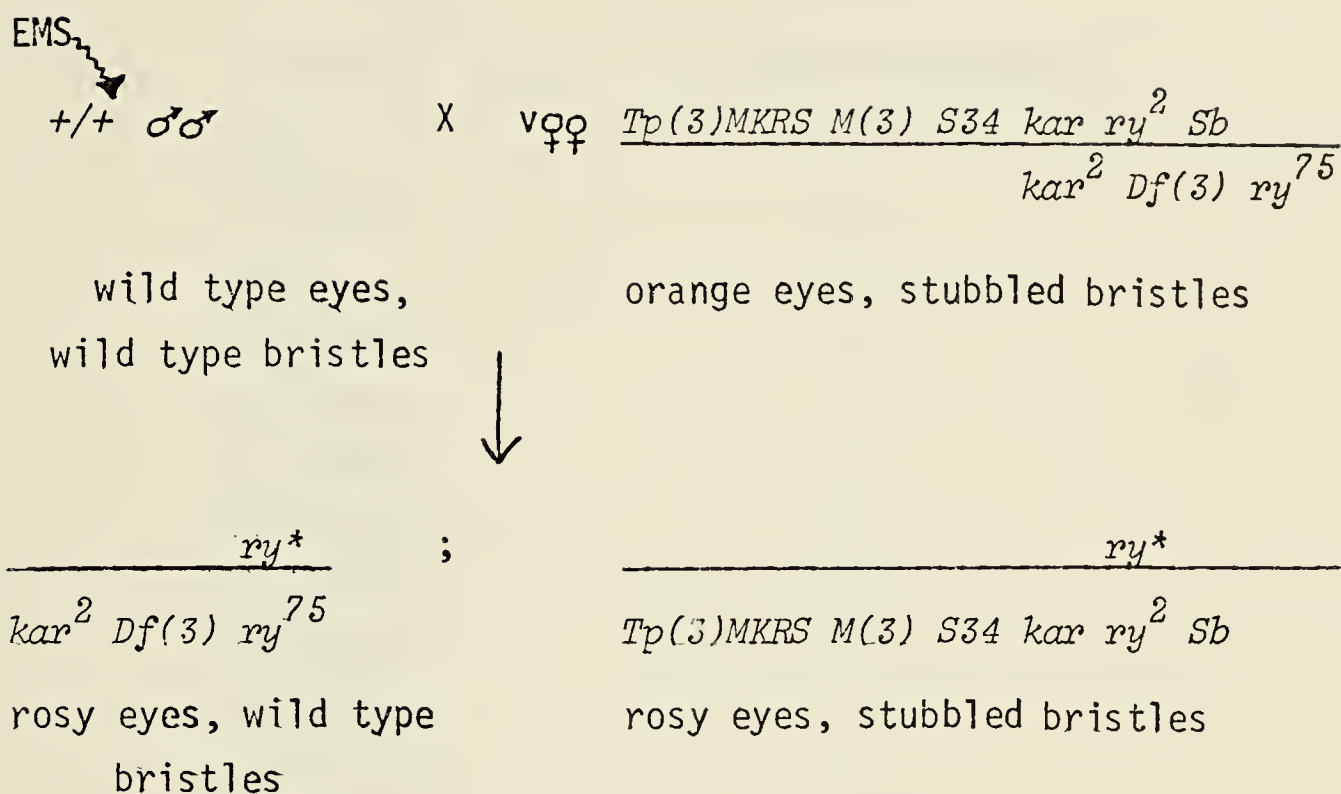 EMS
+/+ ♂♂ X v♀♀ Tp(3)MKRS M(3) S34 kar ry² Sb
kar² Df(3) ry⁷⁵
wild type eyes, orange eyes, stubbled bristles
wild type bristles
ry* ; ry*
kar² Df(3) ry⁷⁵ Tp(3)MKRS M(3) S34 kar ry² Sb
rosy eyes, wild type rosy eyes, stubbled bristles
bristles